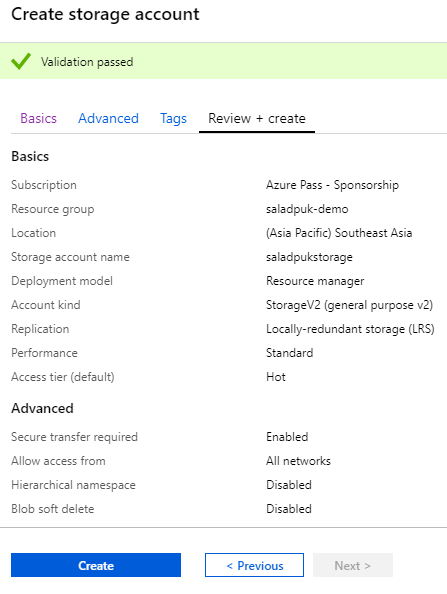 Create storage account
Validation passed
Basics Advanced Tags Review + create
Basics
Subscription Azure Pass - Sponsorship
Resource group saladpuk-demo
Location (Asia Pacific) Southeast Asia
Storage account name saladpukstorage
Deployment model Resource manager
Account kind StorageV2 (general purpose v2)
Replication Locally-redundant storage (LRS)
Performance Standard
Access tier (default) Hot
Advanced
Secure transfer required Enabled
Allow access from All networks
Hierarchical namespace Disabled
Blob soft delete Disabled
Create < Previous Next >